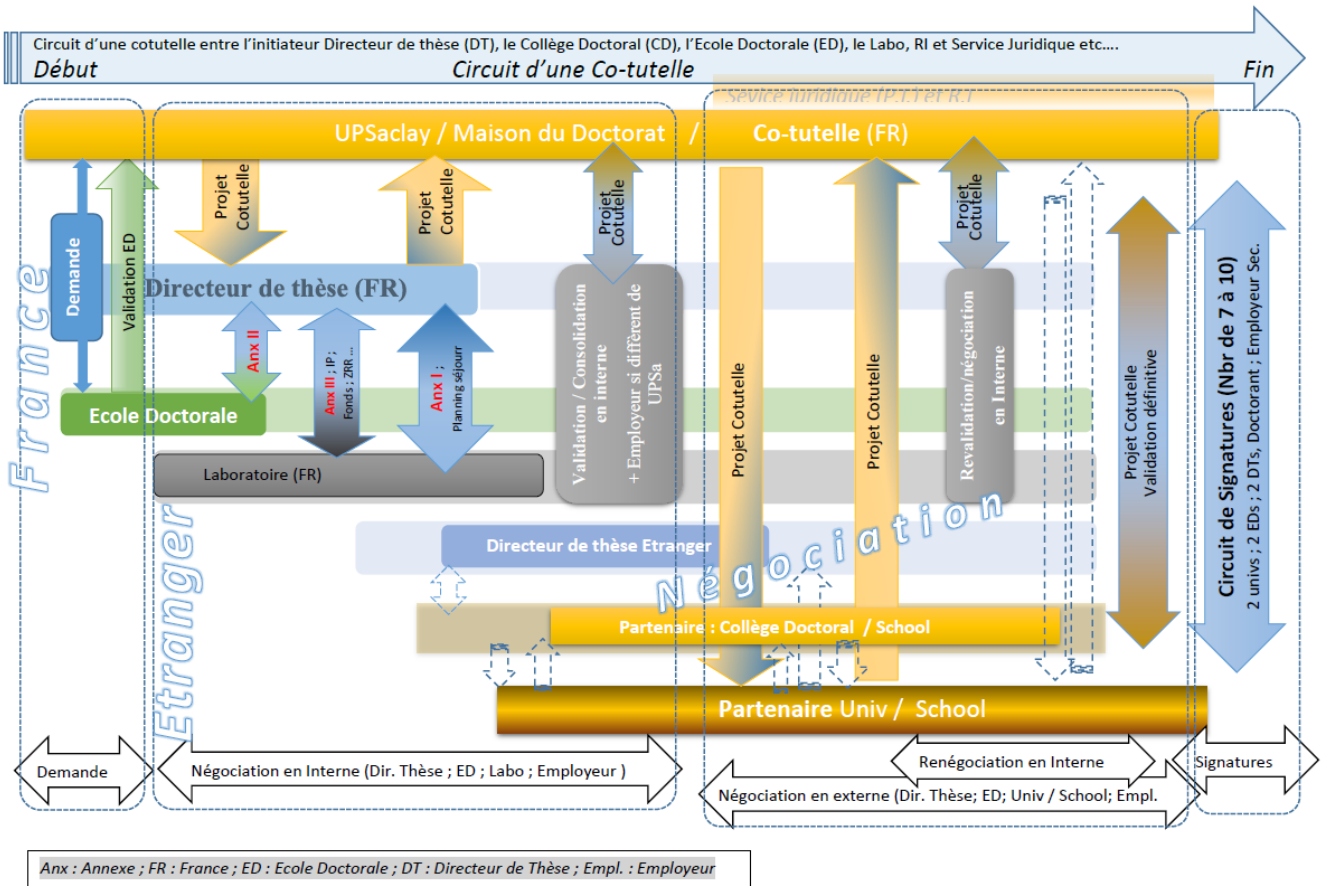 Circuit d'une cotutelle entre l'initiateur Directeur de thèse (DT), le Collège Doctoral (CD), l'Ecole Doctorale (ED), le Labo, RI et Service Juridique etc….
Début
Circuit d'une Co-tutelle
Fin
Sevice Juridique (P.I.) et R.I
UPSaclay / Maison du Doctorat / Co-tutelle (FR)
France
Demande
Validation ED
Projet
Cotutelle
Projet
Cotutelle
Projet
Cotutelle
Projet
Cotutelle
Directeur de thèse (FR)
Anx II
Anx III ; IP ;
Fonds ; ZRR ...
Anx I ;
Planning séjourr
Ecole Doctorale
Laboratoire (FR)
Validation / Consolidation
en interne
+ Employeur si diffèrent de
UPSa
Projet Cotutelle
Projet Cotutelle
Revalidation/négociation
en Interne
Projet Cotutelle
Validation définitive
Circuit de Signatures (Nbr de 7 à 10)
2 univs ; 2 EDs ; 2 DTs, Doctorant ; Employeur Sec.
Etranger
Négociation
Directeur de thèse Etranger
Partenaire : Collège Doctoral / School
Partenaire Univ / School
Demande
Négociation en Interne (Dir. Thèse ; ED ; Labo ; Employeur )
Renégociation en Interne
Signatures
Négociation en externe (Dir. Thèse; ED; Univ / School; Empl.
Anx : Annexe ; FR : France ; ED : Ecole Doctorale ; DT : Directeur de Thèse ; Empl. : Employeur